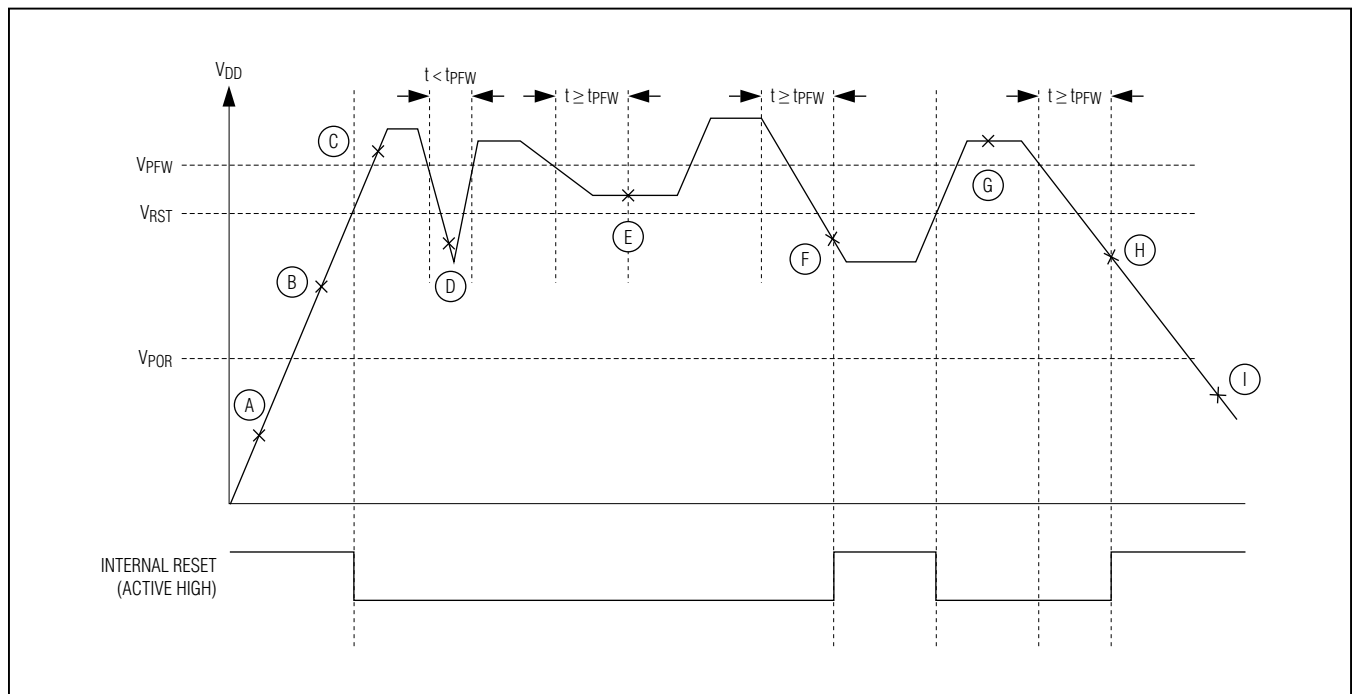 VDD
t < tPFW
t ≥ tPFW
t ≥ tPFW
t ≥ tPFW
C
VPFW
G
VRST
E
F
H
B
D
VPOR
I
A
INTERNAL RESET
(ACTIVE HIGH)